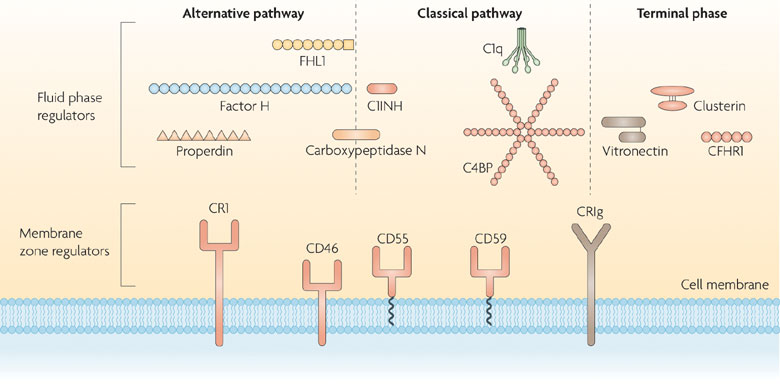 Alternative pathway
Classical pathway
Terminal phase
Fluid phase
regulators
FHL1
C1q
Factor H
C1INH
Clusterin
Properdin
Carboxypeptidase N
C4BP
Vitronectin
CFHR1
Membrane
zone regulators
CR1
CD46
CD55
CD59
CRIg
Cell membrane